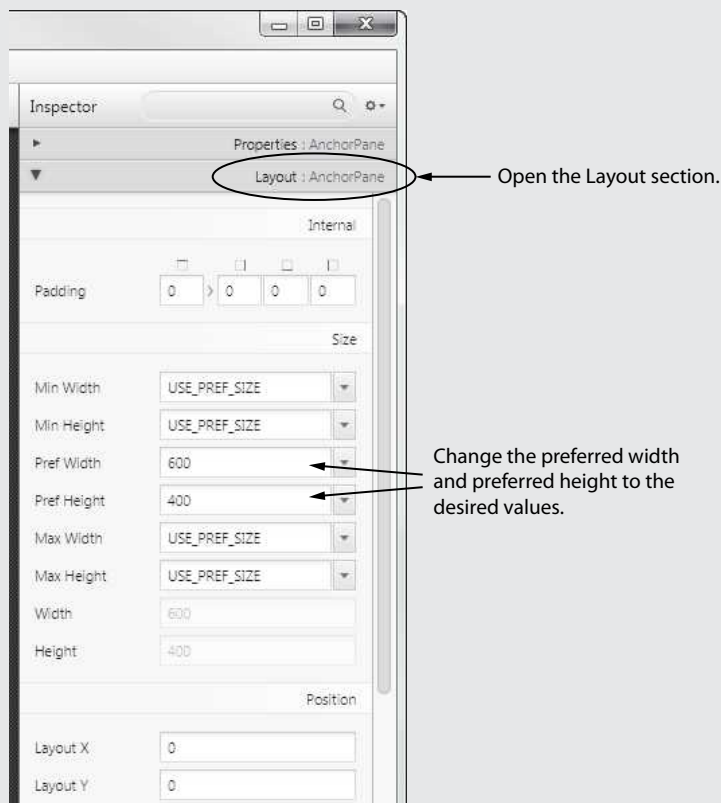 Inspector
Properties : AnchorPane
Layout : AnchorPane
Open the Layout section.
Internal
Padding 0 0 0 0
Size
Min Width USE_PREF_SIZE
Min Height USE_PREF_SIZE
Pref Width 600
Change the preferred width
and preferred height to the
desired values.
Pref Height 400
Max Width USE_PREF_SIZE
Max Height USE_PREF_SIZE
Width 600
Height 400
Position
Layout X 0
Layout Y 0